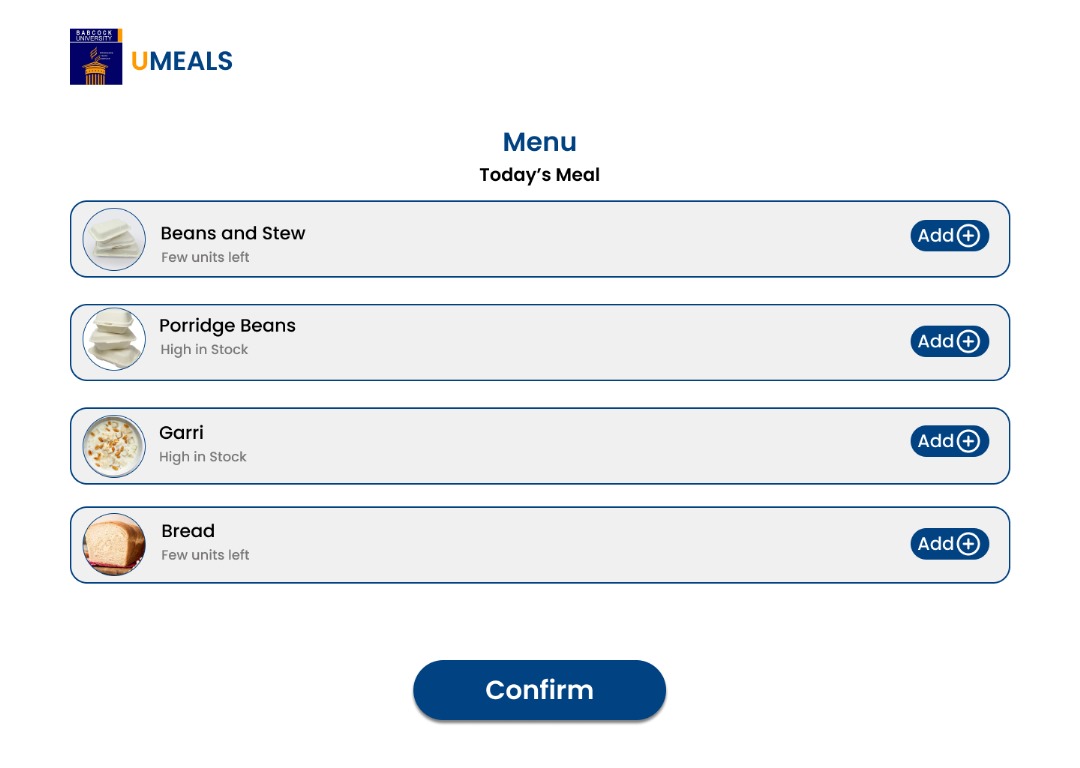 BABCOCK
UNIVERSITY
UMEALS
Menu
Today’s Meal
Beans and Stew
Few units left
Add
Porridge Beans
High in Stock
Add
Garri
High in Stock
Add
Bread
Few units left
Add
Confirm